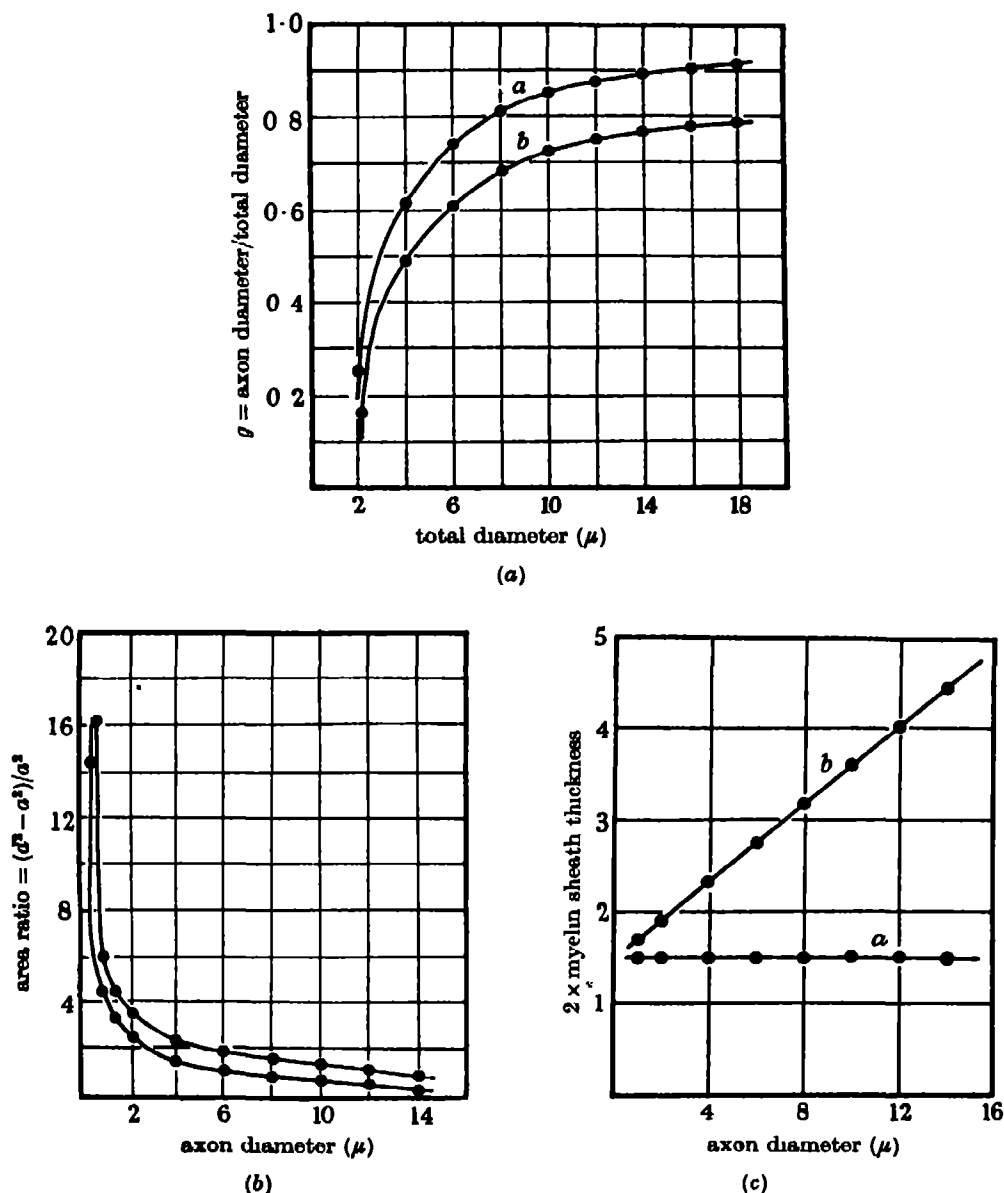 1·0
0 8
0·6
0 4
0 2
g = axon diameter/total diameter
a
b
2 6 10 14 18
total diameter (μ)
(a)
20
16
12
8
4
area ratio = (d² − a²)/a²
2 6 10 14
axon diameter (μ)
(b)
5
4
3
2
1
2 × myelin sheath thickness
b
a
4 8 12 16
axon diameter (μ)
(c)